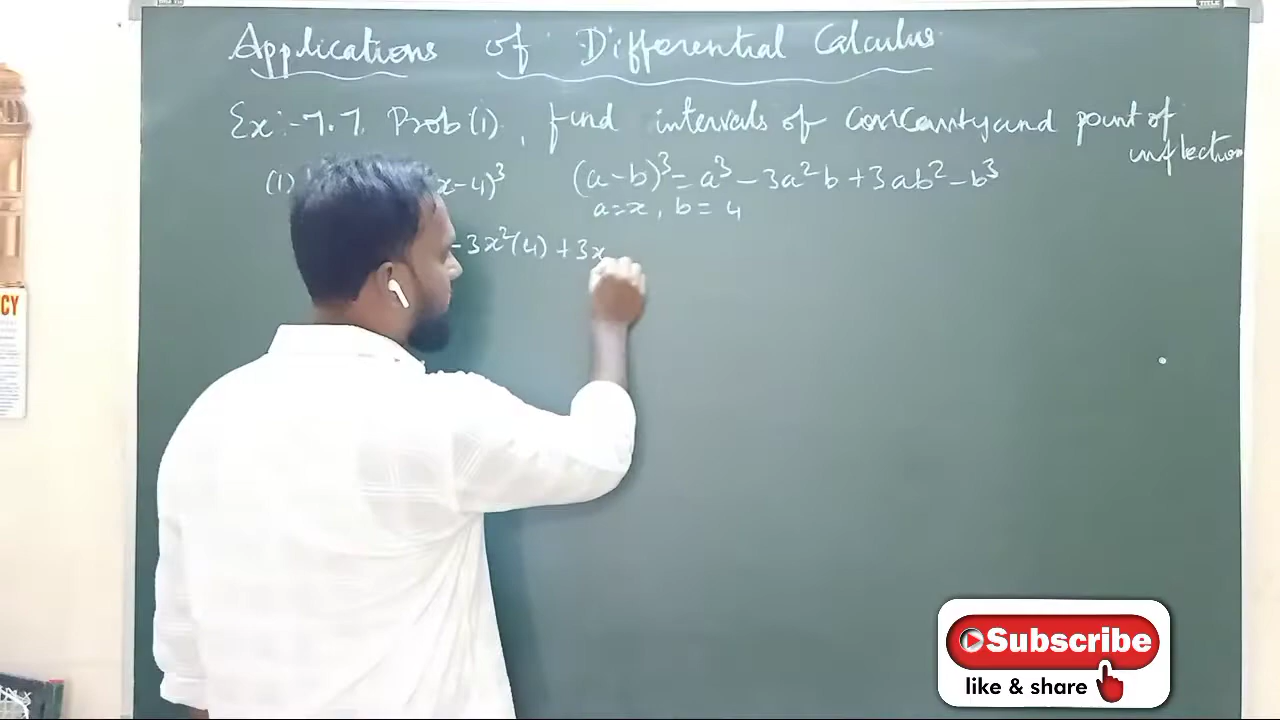 Applications of Differential Calculus
Ex:-7.7. Prob(1), find intervals of concavity and point of
inflection
(1) x-4)³ (a-b)³ = a³ - 3a²b + 3ab² - b³
a=x, b= 4
-3x²(4) + 3x
CY
Subscribe
like & share